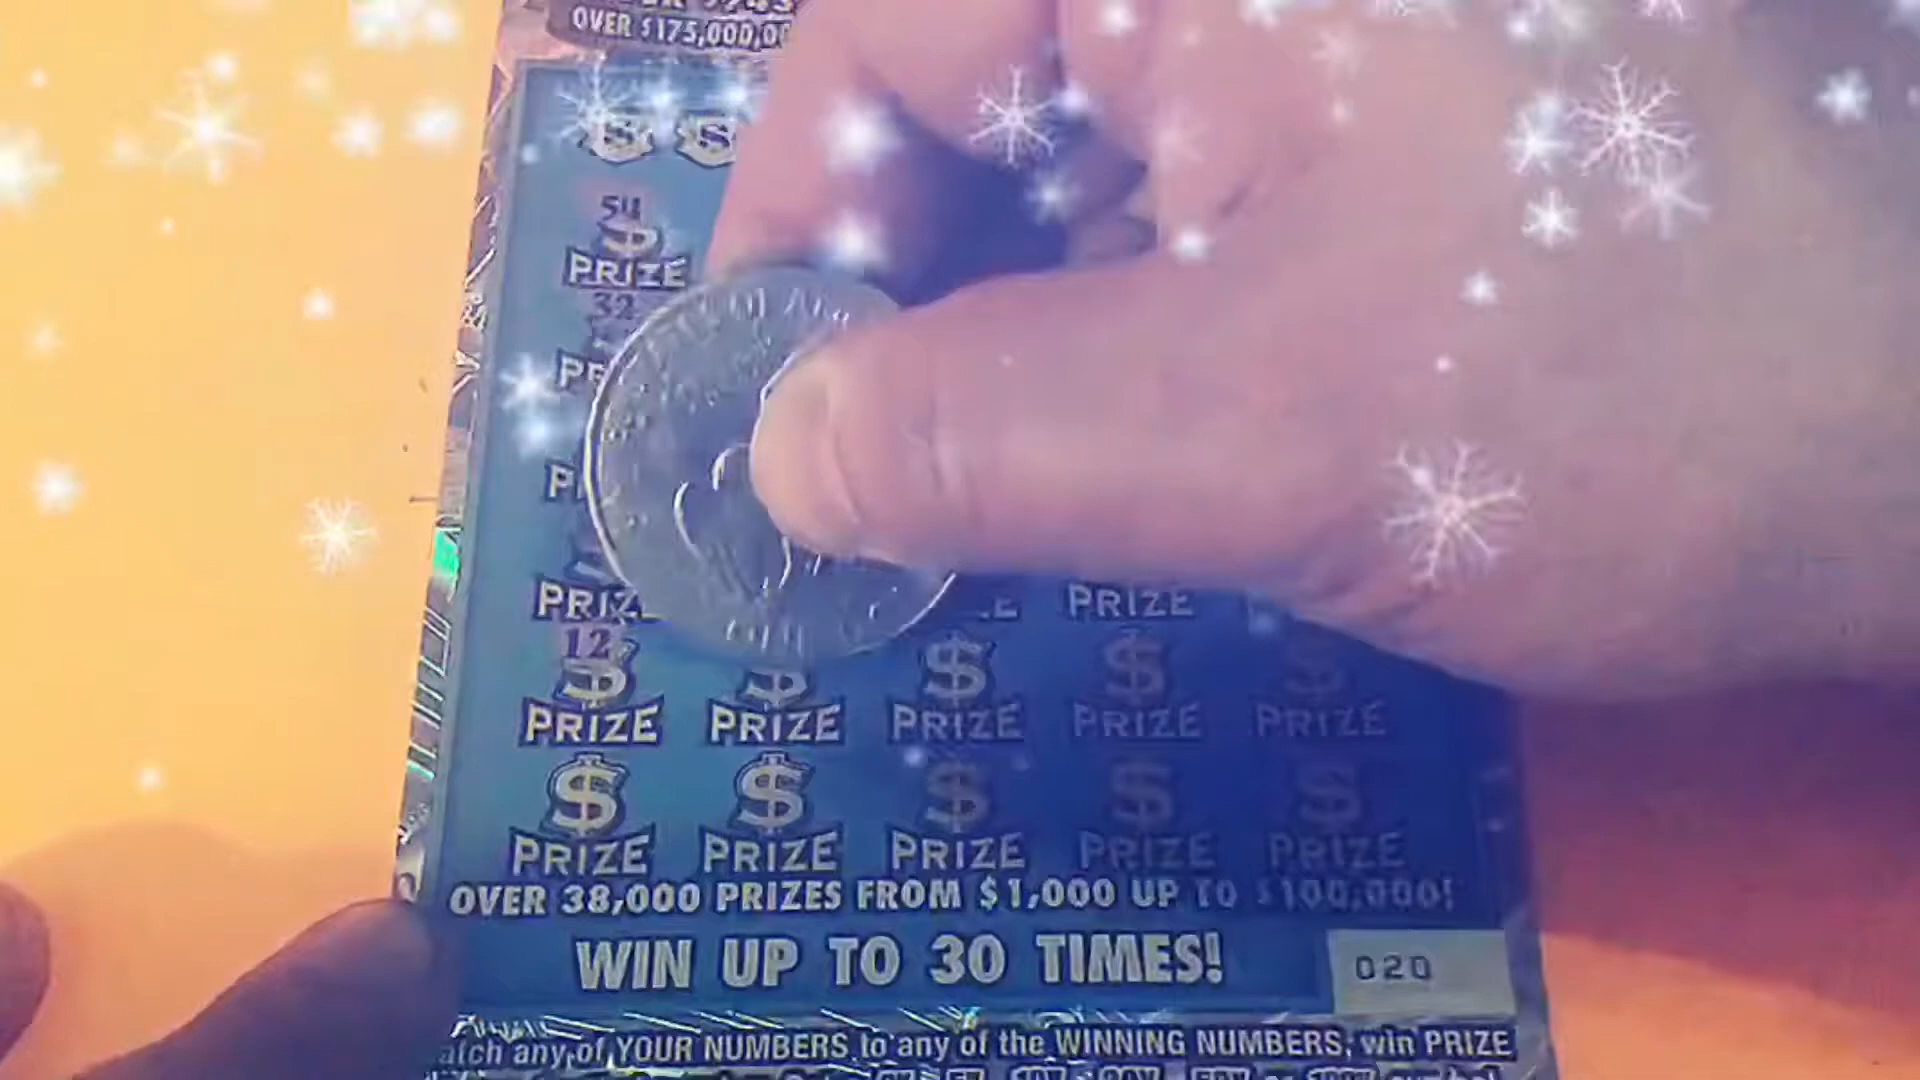 OVER $175,000,00
$ $
54
$
PRIZE
32
PR
P
PRIZE PRIZE
12
$ $ $ $ $
PRIZE PRIZE PRIZE PRIZE PRIZE
$ $ $ $ $
PRIZE PRIZE PRIZE PRIZE PRIZE
OVER 38,000 PRIZES FROM $1,000 UP TO $100,000!
WIN UP TO 30 TIMES!
020
atch any of YOUR NUMBERS to any of the WINNING NUMBERS, win PRIZE